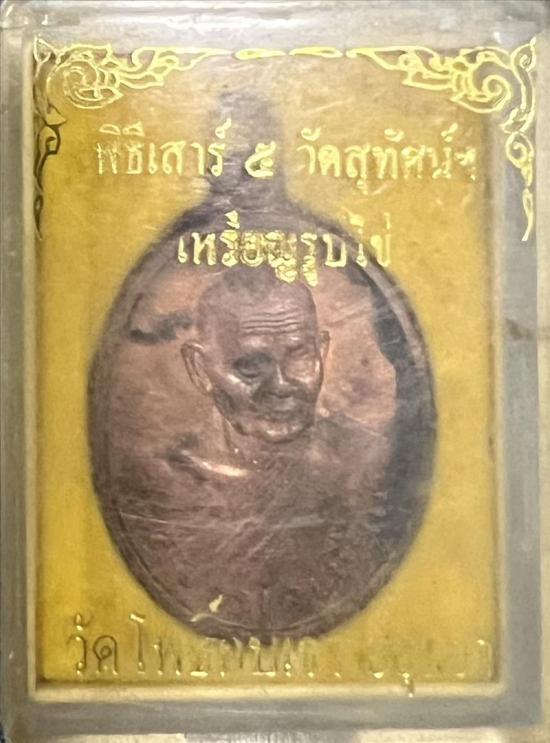 พิธีเสาร์ ๕ วัดสุทัศน์ฯ
เหรียญรูปไข่
วัด